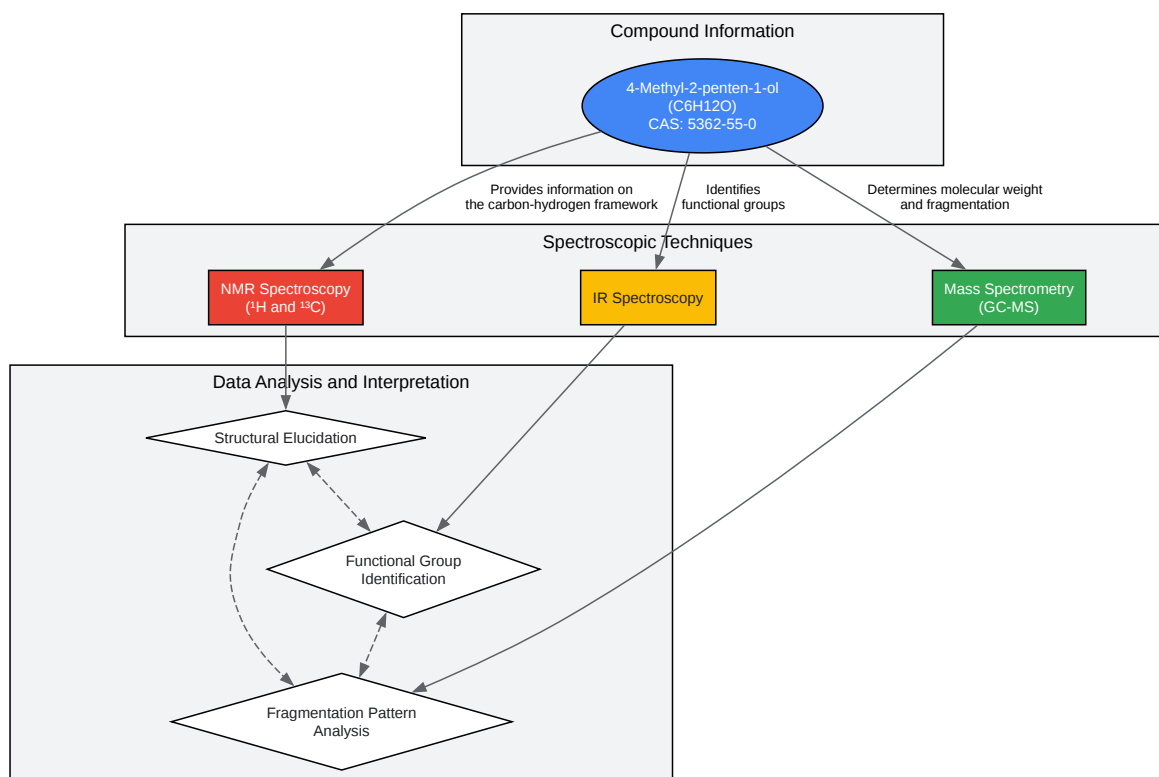 Compound Information
4-Methyl-2-penten-1-ol
(C6H12O)
CAS: 5362-55-0
Provides information on
the carbon-hydrogen framework
Identifies
functional groups
Determines molecular weight
and fragmentation
Spectroscopic Techniques
NMR Spectroscopy
(¹H and ¹³C)
IR Spectroscopy
Mass Spectrometry
(GC-MS)
Data Analysis and Interpretation
Structural Elucidation
Functional Group
Identification
Fragmentation Pattern
Analysis